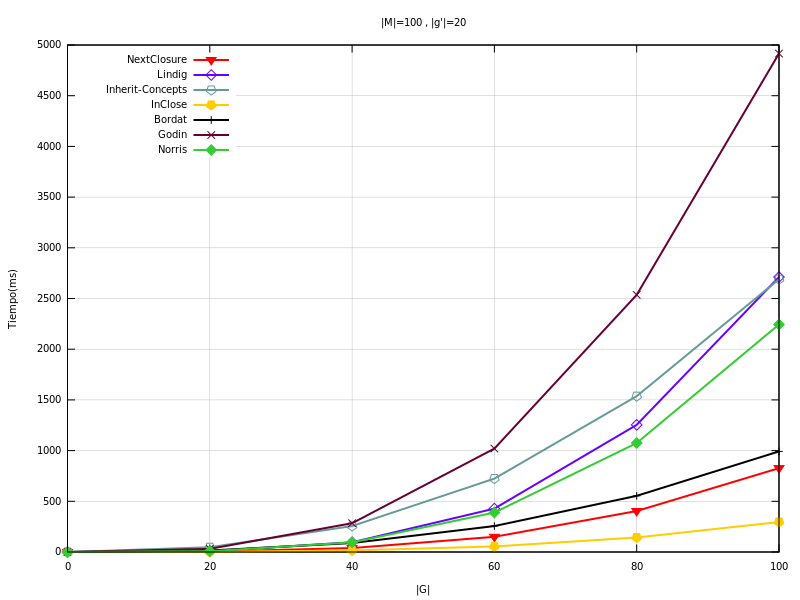 |M|=100 , |g'|=20
5000
4500
4000
3500
3000
2500
2000
1500
1000
500
0
NextClosure
Lindig
Inherit-Concepts
InClose
Bordat
Godin
Norris
Tiempo(ms)
0 20 40 60 80 100
|G|